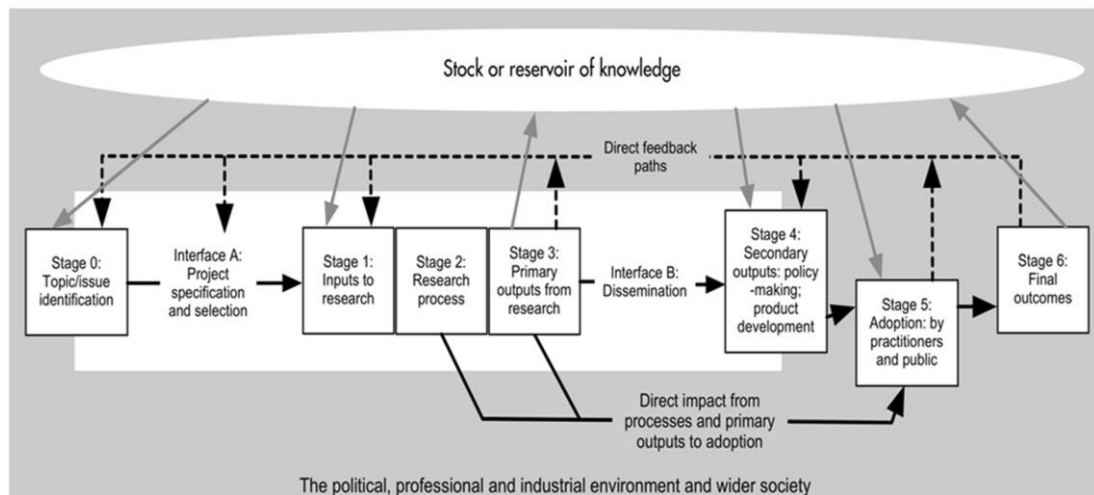 Stock or reservoir of knowledge
Direct feedback
paths
Stage 0:
Topic/issue
identification
Interface A:
Project
specification
and selection
Stage 1:
Inputs to
research
Stage 2:
Research
process
Stage 3:
Primary
outputs from
research
Interface B:
Dissemination
Stage 4:
Secondary
outputs: policy
-making;
product
development
Stage 5:
Adoption: by
practitioners
and public
Stage 6:
Final
outcomes
Direct impact from
processes and primary
outputs to adoption
The political, professional and industrial environment and wider society